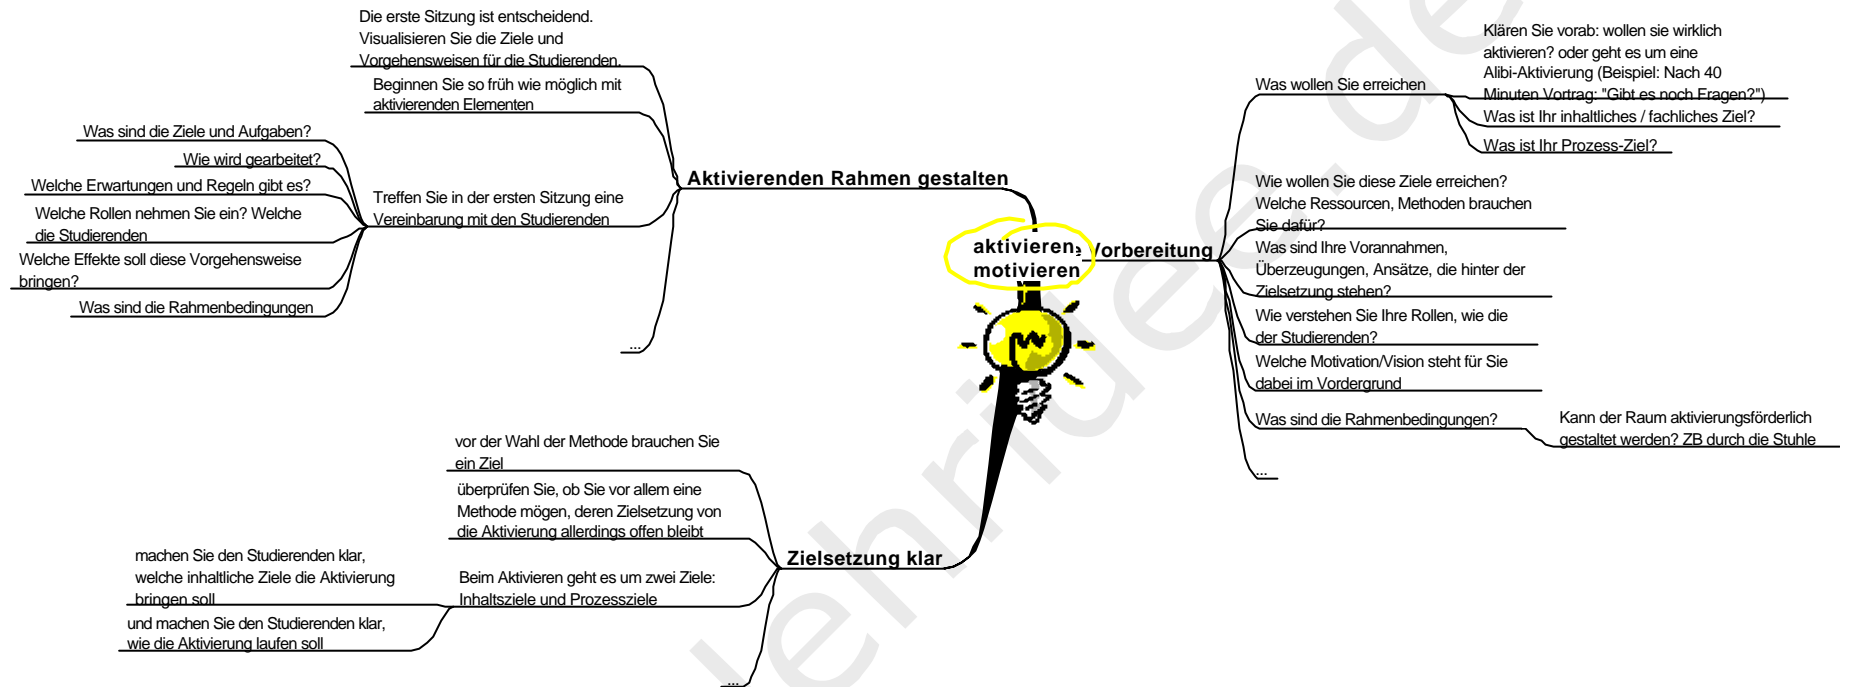 aktivieren,
motivieren
Aktivierenden Rahmen gestalten
Die erste Sitzung ist entscheidend.
Visualisieren Sie die Ziele und
Vorgehensweisen für die Studierenden.
Beginnen Sie so früh wie möglich mit
aktivierenden Elementen
Treffen Sie in der ersten Sitzung eine
Vereinbarung mit den Studierenden
Was sind die Ziele und Aufgaben?
Wie wird gearbeitet?
Welche Erwartungen und Regeln gibt es?
Welche Rollen nehmen Sie ein? Welche
die Studierenden
Welche Effekte soll diese Vorgehensweise
bringen?
Was sind die Rahmenbedingungen
...
Vorbereitung
Was wollen Sie erreichen
Klären Sie vorab: wollen sie wirklich
aktivieren? oder geht es um eine
Alibi-Aktivierung (Beispiel: Nach 40
Minuten Vortrag: "Gibt es noch Fragen?")
Was ist Ihr inhaltliches / fachliches Ziel?
Was ist Ihr Prozess-Ziel?
Wie wollen Sie diese Ziele erreichen?
Welche Ressourcen, Methoden brauchen
Sie dafür?
Was sind Ihre Vorannahmen,
Überzeugungen, Ansätze, die hinter der
Zielsetzung stehen?
Wie verstehen Sie Ihre Rollen, wie die
der Studierenden?
Welche Motivation/Vision steht für Sie
dabei im Vordergrund
Was sind die Rahmenbedingungen?
Kann der Raum aktivierungsförderlich
gestaltet werden? ZB durch die Stuhle
...
Zielsetzung klar
vor der Wahl der Methode brauchen Sie
ein Ziel
überprüfen Sie, ob Sie vor allem eine
Methode mögen, deren Zielsetzung von
die Aktivierung allerdings offen bleibt
Beim Aktivieren geht es um zwei Ziele:
Inhaltsziele und Prozessziele
machen Sie den Studierenden klar,
welche inhaltliche Ziele die Aktivierung
bringen soll
und machen Sie den Studierenden klar,
wie die Aktivierung laufen soll
...
lehridee.de